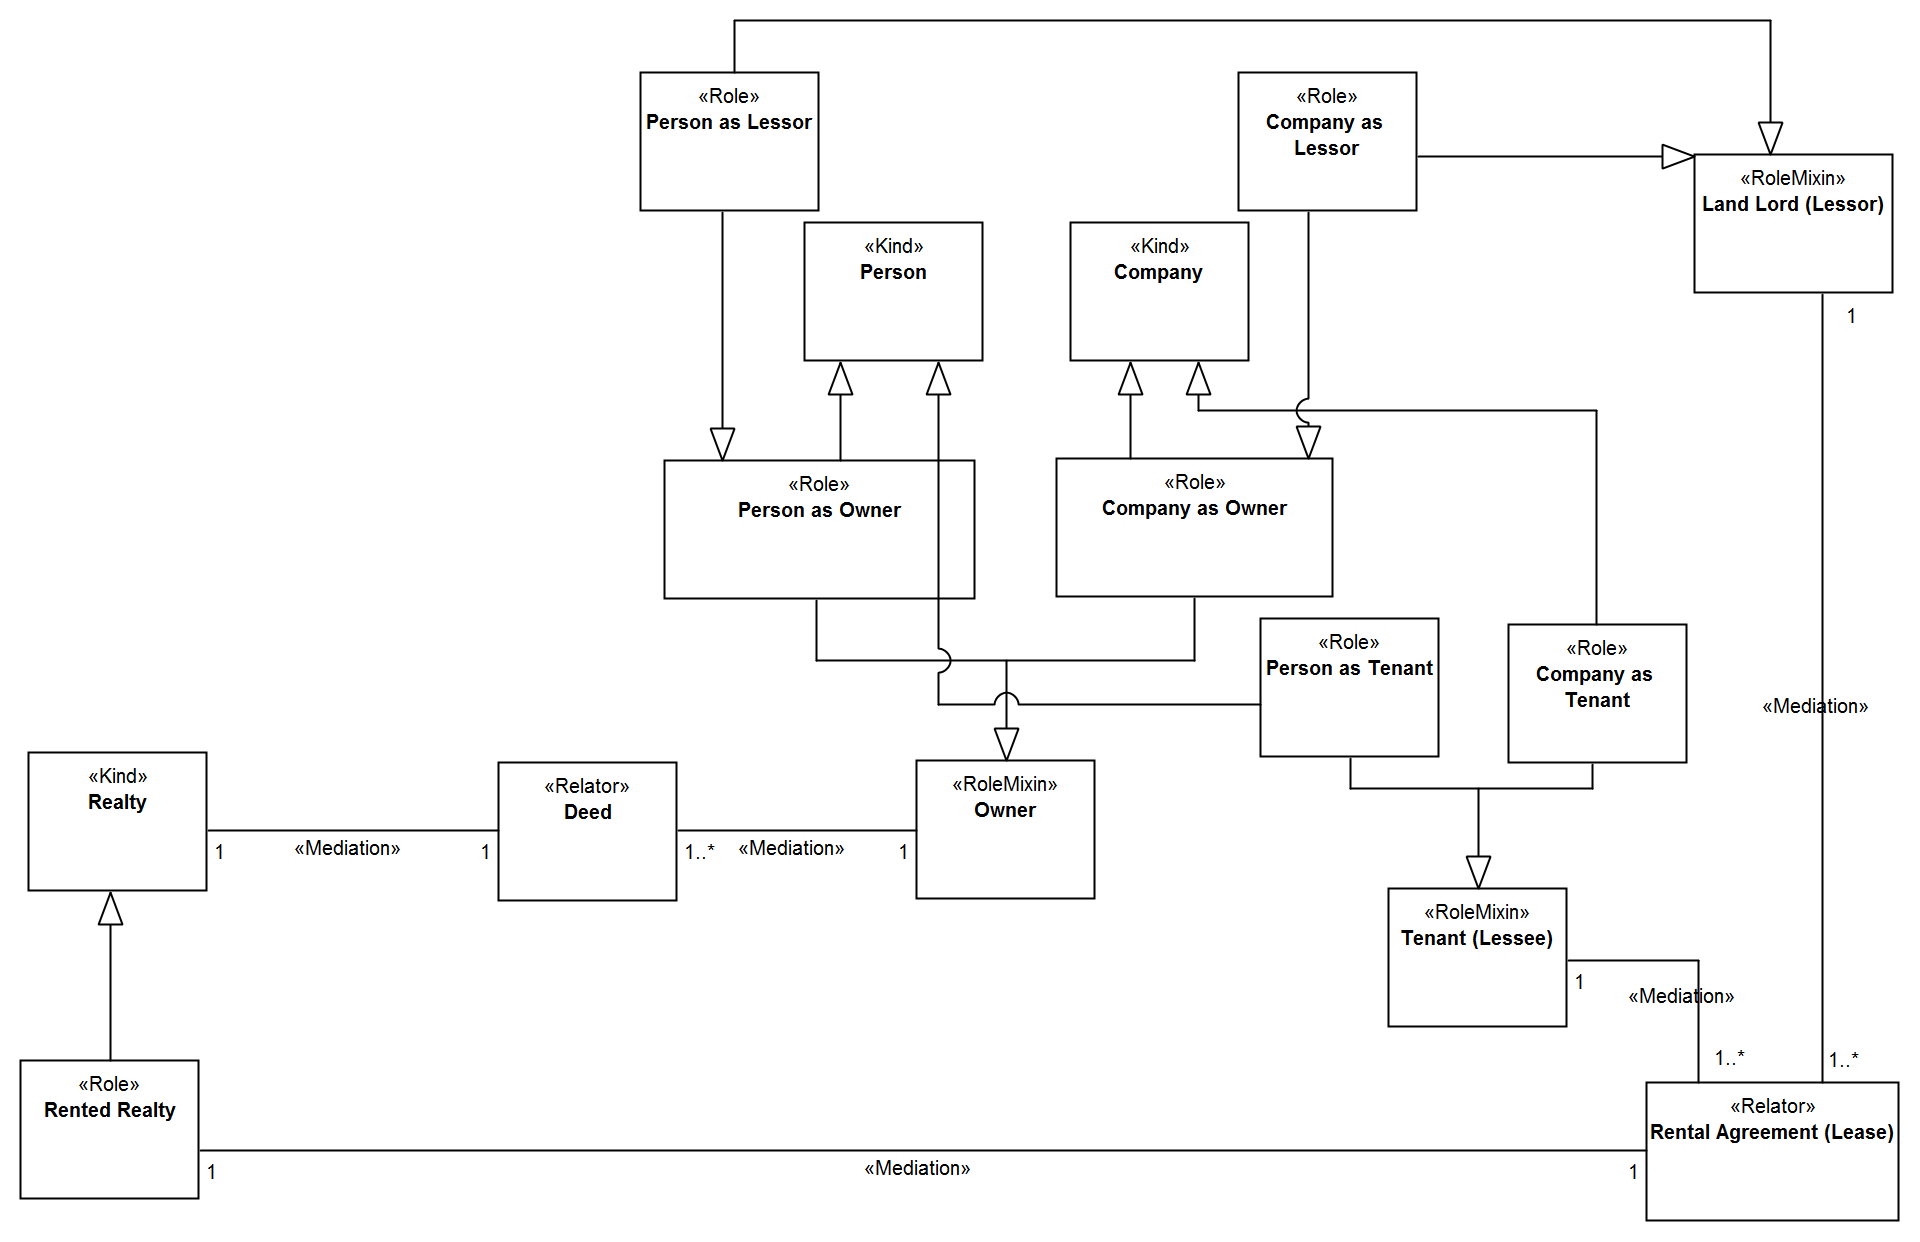 «Role»
Person as Lessor
«Role»
Company as
Lessor
«RoleMixin»
Land Lord (Lessor)
1
«Kind»
Person
«Kind»
Company
«Role»
Person as Owner
«Role»
Company as Owner
«Role»
Person as Tenant
«Role»
Company as
Tenant
«Mediation»
«Kind»
Realty
1
«Mediation»
1
«Relator»
Deed
1..*
«Mediation»
1
«RoleMixin»
Owner
«RoleMixin»
Tenant (Lessee)
1
«Mediation»
1..*
1..*
«Role»
Rented Realty
1
«Mediation»
1
«Relator»
Rental Agreement (Lease)